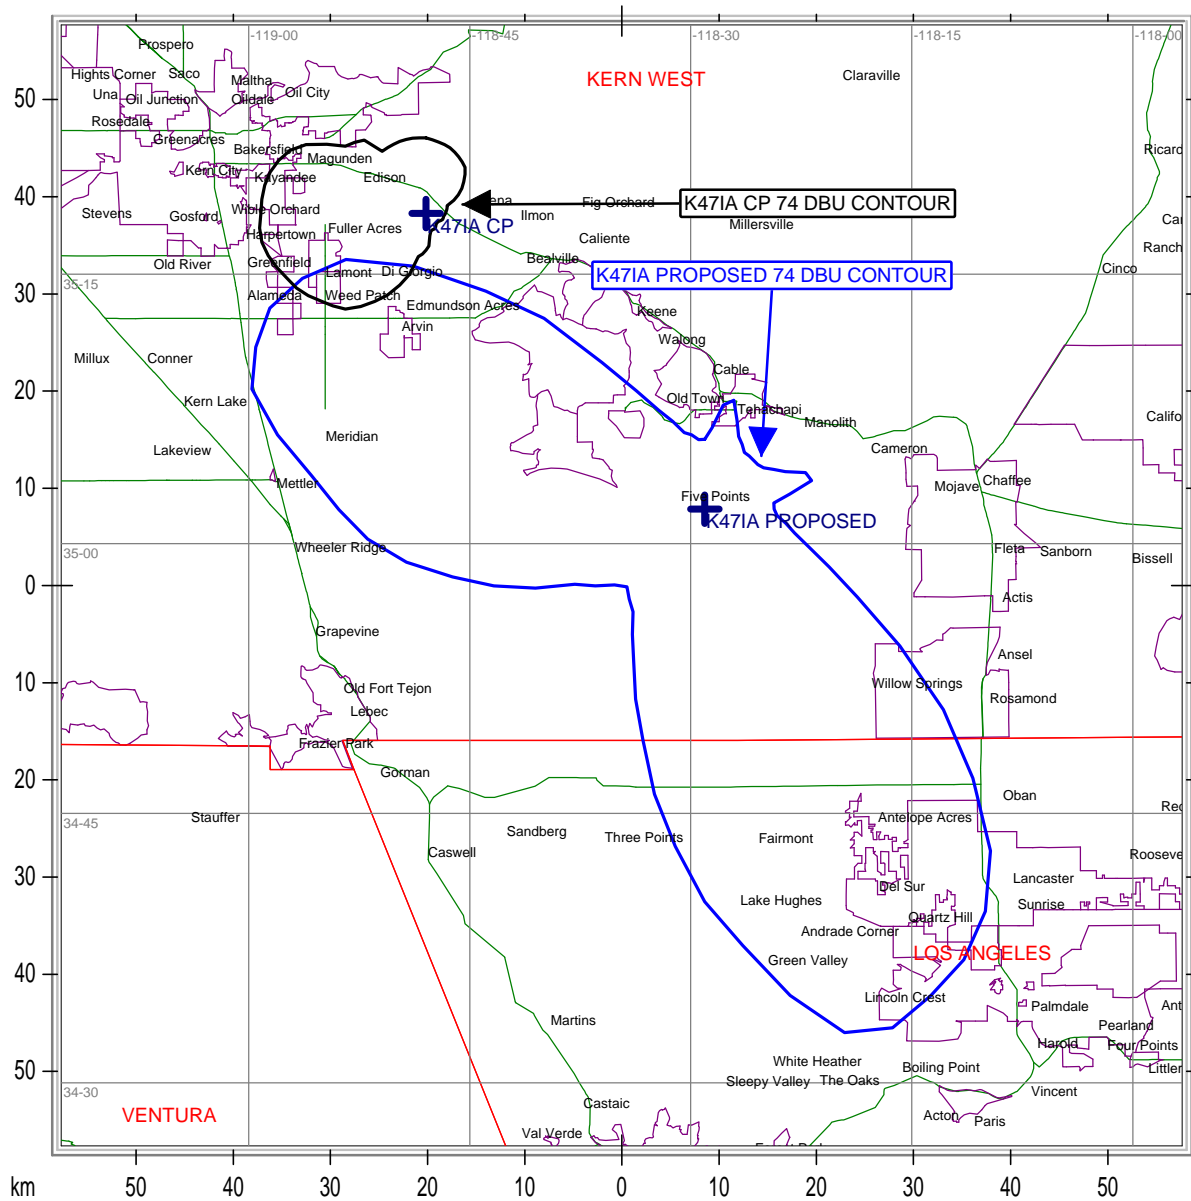 -119-00
-118-45
-118-30
-118-15
-118-00
Prospero
KERN WEST
Hights Corner
Saco
Maltha
Claraville
Una
Oil Junction
Oildale
Oil City
50
Rosedale
Greenacres
Bakersfield
Magunden
Ricard
Kern City
Kayandee
Edison
40
Stevens
Gosford
Wible Orchard
Ilmon
Fig Orchard
K47IA CP 74 DBU CONTOUR
Millersville
Harpertown
Fuller Acres
K47IA CP
Caliente
Ranch
Old River
Greenfield
Lamont
Di Giorgio
Bealville
Cinco
K47IA PROPOSED 74 DBU CONTOUR
35-15
30
Alameda
Weed Patch
Edmundson Acres
Keene
Arvin
Walong
Millux
Conner
Cable
20
Kern Lake
Old Town
Tehachapi
Manolith
Califo
Lakeview
Meridian
Cameron
10
Mettler
Five Points
Mojave
Chaffee
K47IA PROPOSED
35-00
Wheeler Ridge
Fleta
Sanborn
Bissell
0
Actis
Grapevine
Ansel
10
Old Fort Tejon
Willow Springs
Rosamond
Lebec
Frazier Park
20
Gorman
Oban
34-45
Stauffer
Sandberg
Three Points
Fairmont
Antelope Acres
Caswell
Rooseve
30
Del Sur
Lancaster
Lake Hughes
Quartz Hill
Sunrise
Andrade Corner
LOS ANGELES
40
Green Valley
Lincoln Crest
Palmdale
Ant
Martins
Pearland
Harold
Four Points
50
White Heather
Boiling Point
Littler
Sleepy Valley
The Oaks
34-30
Vincent
VENTURA
Castaic
Acton
Paris
Val Verde
km
50
40
30
20
10
0
10
20
30
40
50